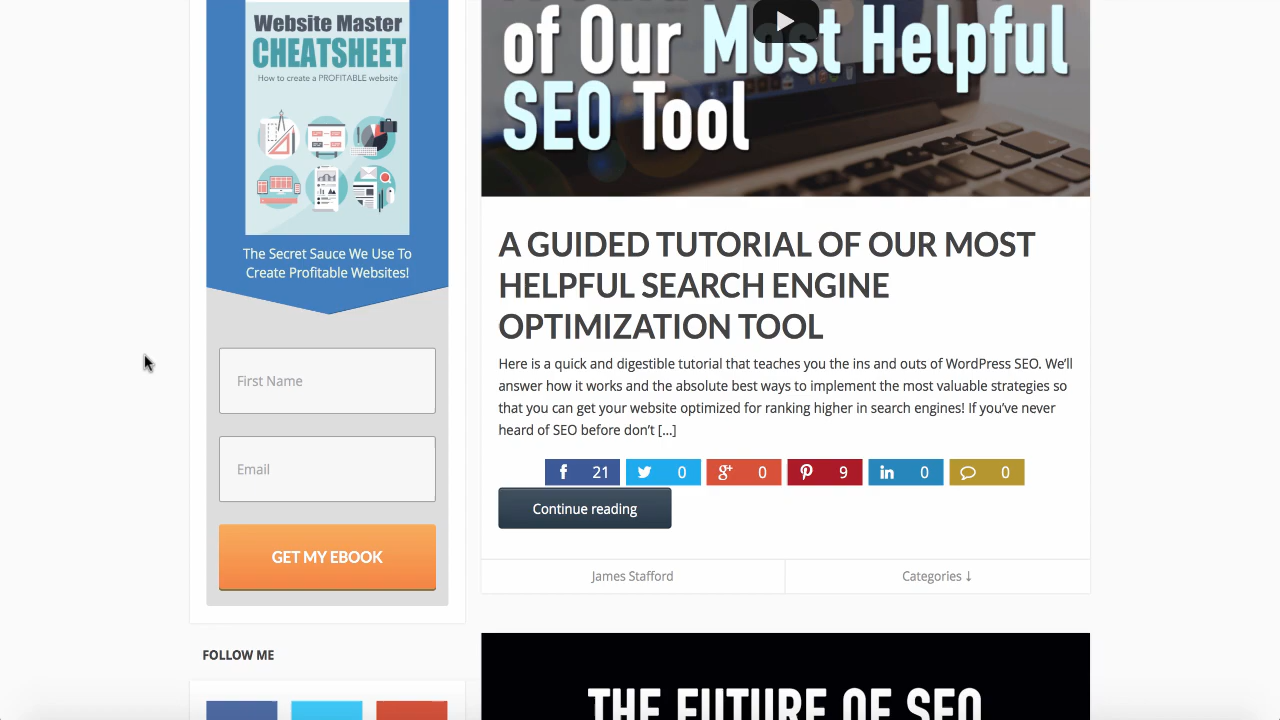 Website Master
CHEATSHEET
How to create a PROFITABLE website
The Secret Sauce We Use To
Create Profitable Websites!
First Name
Email
GET MY EBOOK
FOLLOW ME
of Our Most Helpful
SEO Tool
A GUIDED TUTORIAL OF OUR MOST
HELPFUL SEARCH ENGINE
OPTIMIZATION TOOL
Here is a quick and digestible tutorial that teaches you the ins and outs of WordPress SEO. We’ll
answer how it works and the absolute best ways to implement the most valuable strategies so
that you can get your website optimized for ranking higher in search engines! If you’ve never
heard of SEO before don’t [...]
21 0 0 9 0 0
Continue reading
James Stafford
Categories ↓
THE FUTURE OF SEO